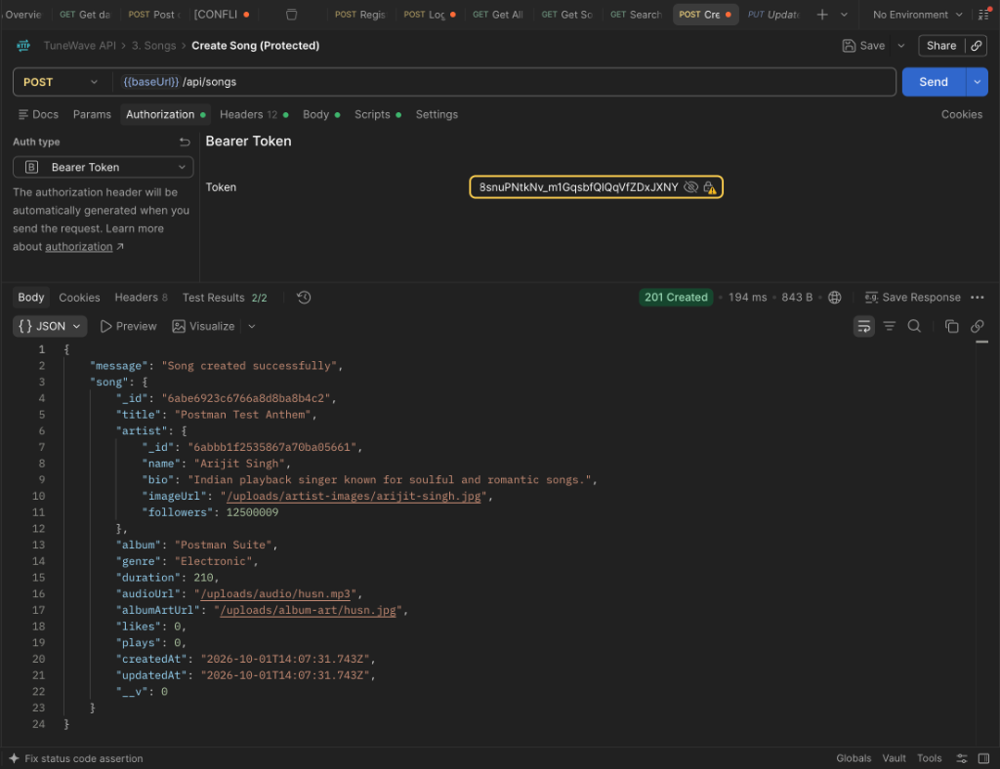 Overvie GET Get da POST Post [CONFLI POST Regis POST Log GET Get All GET Get So GET Search POST Cre PUT Update No Environment
TuneWave API > 3. Songs > Create Song (Protected) Save Share
POST {{baseUrl}} /api/songs Send
Docs Params Authorization Headers 12 Body Scripts Settings Cookies
Auth type
Bearer Token
The authorization header will be
automatically generated when you
send the request. Learn more
about authorization ↗
Bearer Token
Token 8snuPNtkNv_m1GqsbfQlQqVfZDxJXNY
Body Cookies Headers 8 Test Results 2/2 201 Created • 194 ms • 843 B Save Response
{} JSON Preview Visualize
1 {
2 "message": "Song created successfully",
3 "song": {
4 "_id": "6abe6923c6766a8d8ba8b4c2",
5 "title": "Postman Test Anthem",
6 "artist": {
7 "_id": "6abbb1f2535867a70ba05661",
8 "name": "Arijit Singh",
9 "bio": "Indian playback singer known for soulful and romantic songs.",
10 "imageUrl": "/uploads/artist-images/arijit-singh.jpg",
11 "followers": 12500009
12 },
13 "album": "Postman Suite",
14 "genre": "Electronic",
15 "duration": 210,
16 "audioUrl": "/uploads/audio/husn.mp3",
17 "albumArtUrl": "/uploads/album-art/husn.jpg",
18 "likes": 0,
19 "plays": 0,
20 "createdAt": "2026-10-01T14:07:31.743Z",
21 "updatedAt": "2026-10-01T14:07:31.743Z",
22 "__v": 0
23 }
24 }
Fix status code assertion Globals Vault Tools